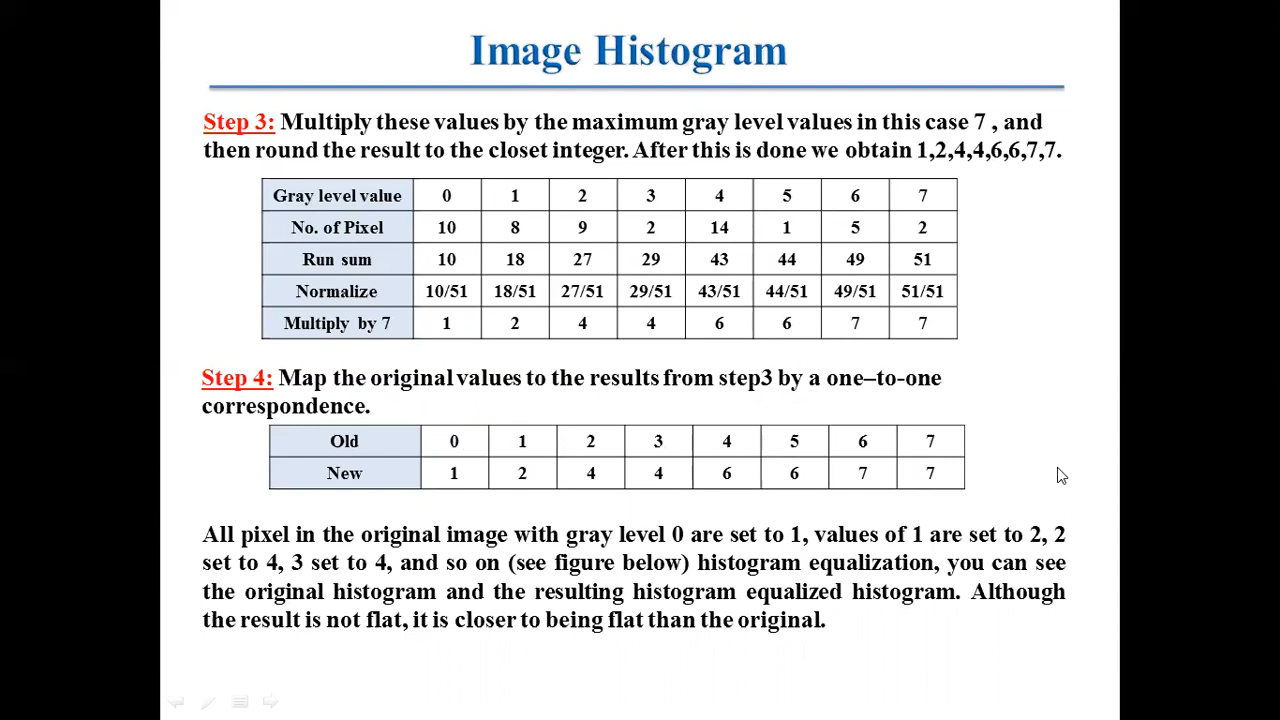 Image Histogram
Step 3: Multiply these values by the maximum gray level values in this case 7 , and
then round the result to the closet integer. After this is done we obtain 1,2,4,4,6,6,7,7.
Gray level value 0 1 2 3 4 5 6 7
No. of Pixel 10 8 9 2 14 1 5 2
Run sum 10 18 27 29 43 44 49 51
Normalize 10/51 18/51 27/51 29/51 43/51 44/51 49/51 51/51
Multiply by 7 1 2 4 4 6 6 7 7
Step 4: Map the original values to the results from step3 by a one–to-one
correspondence.
Old 0 1 2 3 4 5 6 7
New 1 2 4 4 6 6 7 7
All pixel in the original image with gray level 0 are set to 1, values of 1 are set to 2, 2
set to 4, 3 set to 4, and so on (see figure below) histogram equalization, you can see
the original histogram and the resulting histogram equalized histogram. Although
the result is not flat, it is closer to being flat than the original.